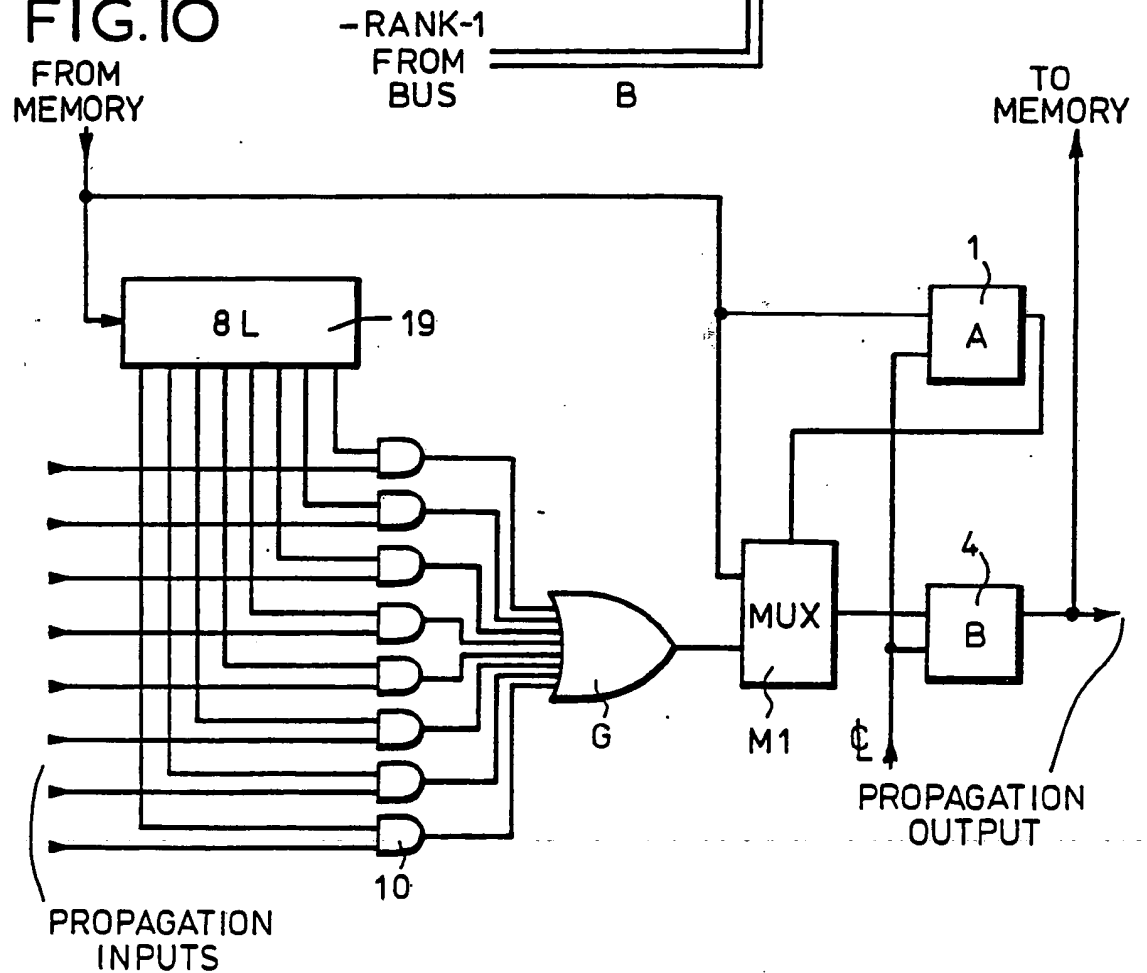 FIG.10
-RANK-1
FROM
BUS
B
FROM
MEMORY
TO
MEMORY
1
A
8L
19
4
MUX
B
G
M1
℄
PROPAGATION
OUTPUT
10
PROPAGATION
INPUTS